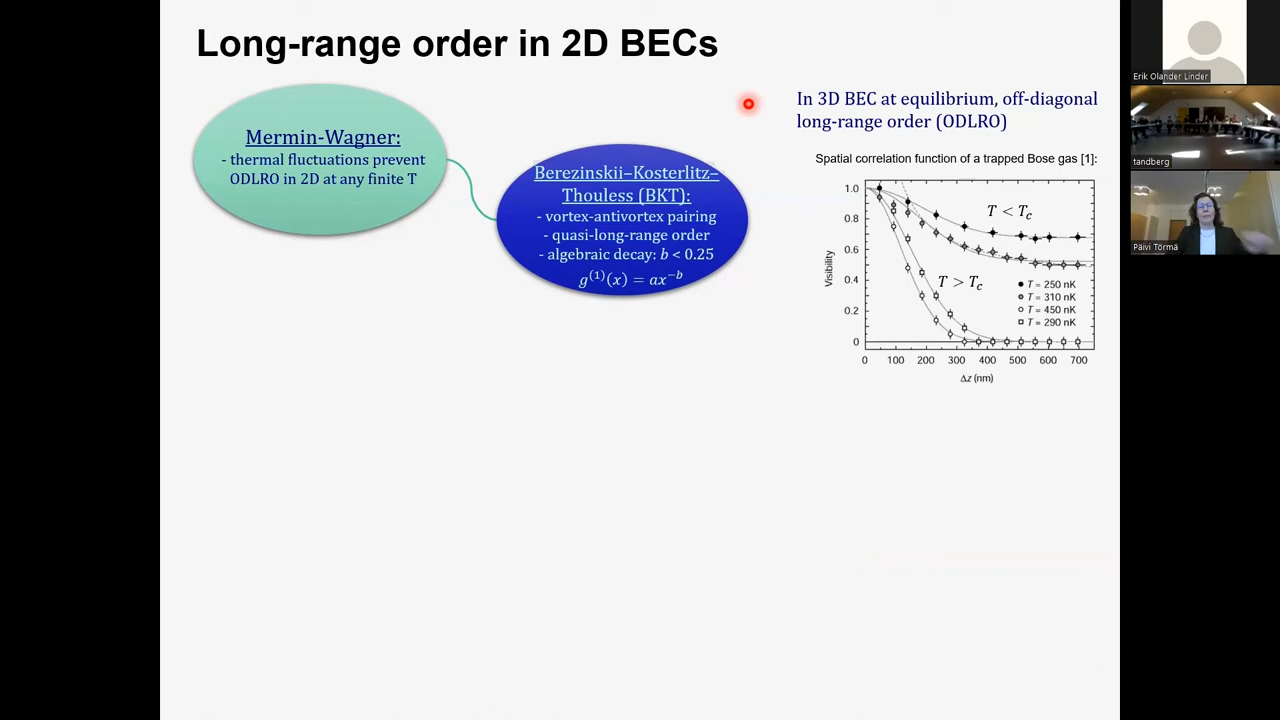 Long-range order in 2D BECs
Mermin-Wagner:
- thermal fluctuations prevent
ODLRO in 2D at any finite T
Berezinskii–Kosterlitz–
Thouless (BKT):
- vortex-antivortex pairing
- quasi-long-range order
- algebraic decay: b < 0.25
g⁽¹⁾(x) = ax⁻ᵇ
In 3D BEC at equilibrium, off-diagonal
long-range order (ODLRO)
Spatial correlation function of a trapped Bose gas [1]:
Visibility
1.0
0.8
0.6
0.4
0.2
0
T < Tc
T > Tc
T = 250 nK
T = 310 nK
T = 450 nK
T = 290 nK
0 100 200 300 400 500 600 700
Δz (nm)
Erik Olander Linder
tandberg
Päivi Törmä